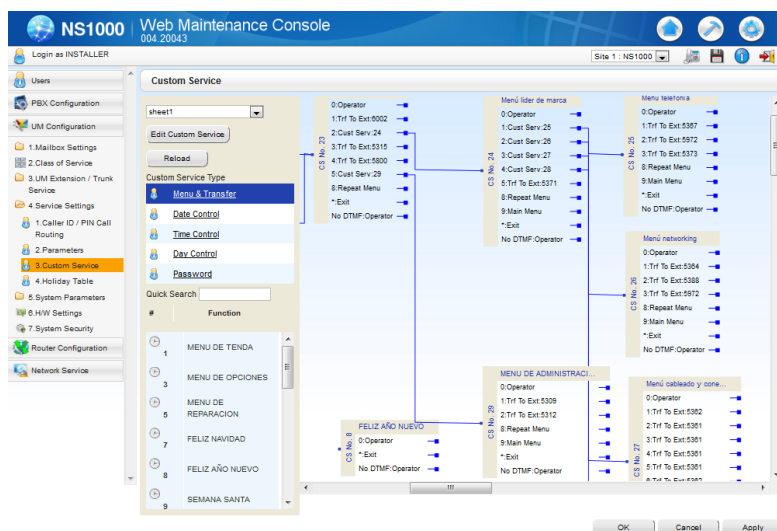 NS1000
Web Maintenance Console
004.20043
Login as INSTALLER
Site 1 : NS1000
Users
PBX Configuration
UM Configuration
1.Mailbox Settings
2.Class of Service
3.UM Extension / Trunk
Service
4.Service Settings
1.Caller ID / PIN Call
Routing
2.Parameters
3.Custom Service
4.Holiday Table
5.System Parameters
6.H/W Settings
7.System Security
Router Configuration
Network Service
Custom Service
sheet1
Edit Custom Service
Reload
Custom Service Type
Menu & Transfer
Date Control
Time Control
Day Control
Password
Quick Search
# Function
1 MENU DE TENDA
3 MENU DE OPCIONES
5 MENU DE
REPARACION
7 FELIZ NAVIDAD
8 FELIZ AÑO NUEVO
9 SEMANA SANTA
CS No. 23
0:Operator
1:Trf To Ext:6002
2:Cust Serv:24
3:Trf To Ext:5315
4:Trf To Ext:5800
5:Cust Serv:29
8:Repeat Menu
*:Exit
No DTMF:Operator
CS No. 8
FELIZ AÑO NUEVO
0:Operator
*:Exit
No DTMF:Operator
CS No. 24
Menú lider de marca
0:Operator
1:Cust Serv:25
2:Cust Serv:26
3:Cust Serv:27
4:Cust Serv:28
5:Trf To Ext:5371
8:Repeat Menu
9:Main Menu
*:Exit
No DTMF:Operator
CS No. 29
MENU DE ADMINISTRACI...
0:Operator
1:Trf To Ext:5309
2:Trf To Ext:5312
8:Repeat Menu
9:Main Menu
*:Exit
No DTMF:Operator
CS No. 25
Menu telefonia
0:Operator
1:Trf To Ext:5367
2:Trf To Ext:5972
3:Trf To Ext:5373
8:Repeat Menu
9:Main Menu
*:Exit
No DTMF:Operator
CS No. 26
Menú networking
0:Operator
1:Trf To Ext:5364
2:Trf To Ext:5388
3:Trf To Ext:5972
8:Repeat Menu
9:Main Menu
*:Exit
No DTMF:Operator
CS No. 27
Menú cableado y cone...
0:Operator
1:Trf To Ext:5362
2:Trf To Ext:5361
3:Trf To Ext:5361
4:Trf To Ext:5361
5:Trf To Ext:5361
OK Cancel Apply